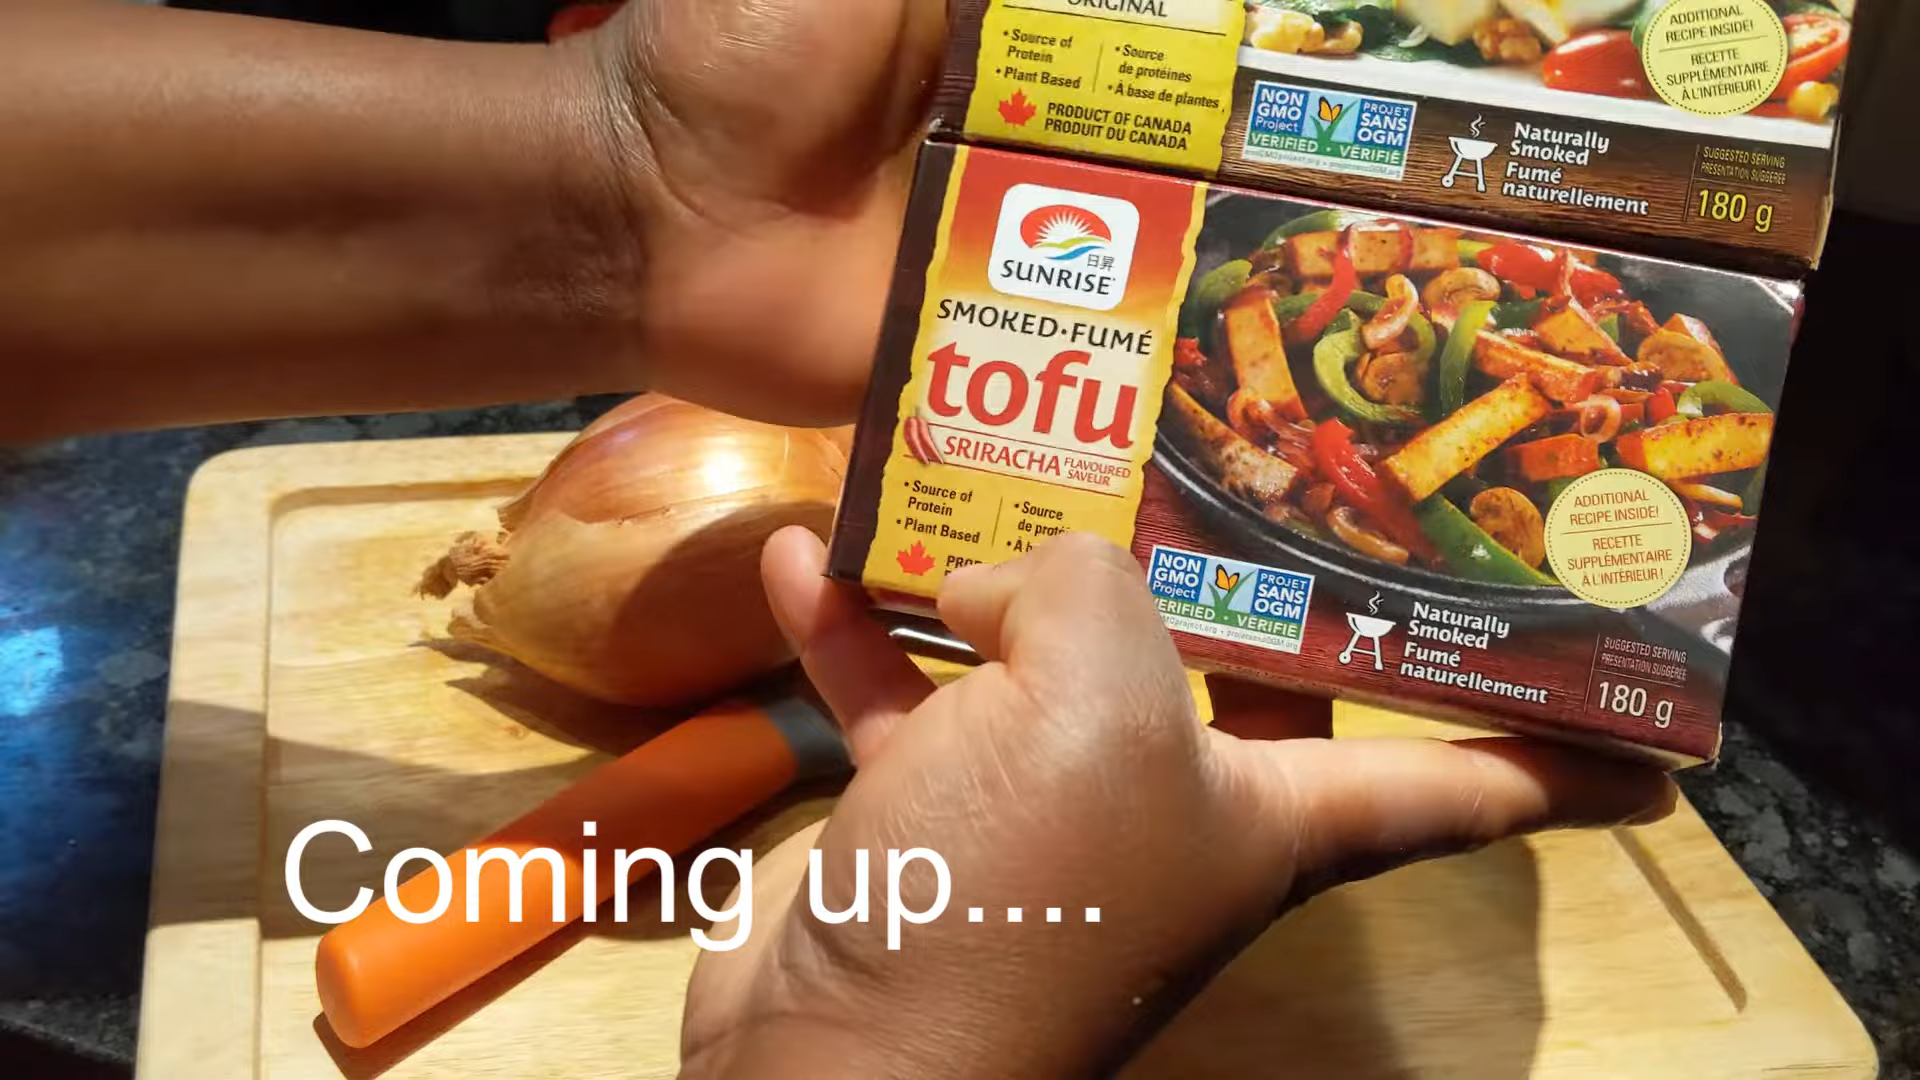 ORIGINAL
• Source of
Protein
• Plant Based
• Source
de protéines
• À base de plantes
PRODUCT OF CANADA
PRODUIT DU CANADA
NON
GMO
Project
PROJET
SANS
OGM
VERIFIED • VÉRIFIÉ
Naturally
Smoked
Fumé
naturellement
ADDITIONAL
RECIPE INSIDE!
RECETTE
SUPPLÉMENTAIRE
À L'INTÉRIEUR!
SUGGESTED SERVING
PRÉSENTATION SUGGÉRÉE
180 g
日昇
SUNRISE
SMOKED•FUMÉ
tofu
SRIRACHA FLAVOURED
SAVEUR
• Source of
Protein
• Plant Based
• Source
de proté
• À b
PRO
ADDITIONAL
RECIPE INSIDE!
RECETTE
SUPPLÉMENTAIRE
À L'INTÉRIEUR!
NON
GMO
Project
PROJET
SANS
OGM
VERIFIED • VÉRIFIÉ
Naturally
Smoked
Fumé
naturellement
SUGGESTED SERVING
PRÉSENTATION SUGGÉRÉE
180 g
Coming up....